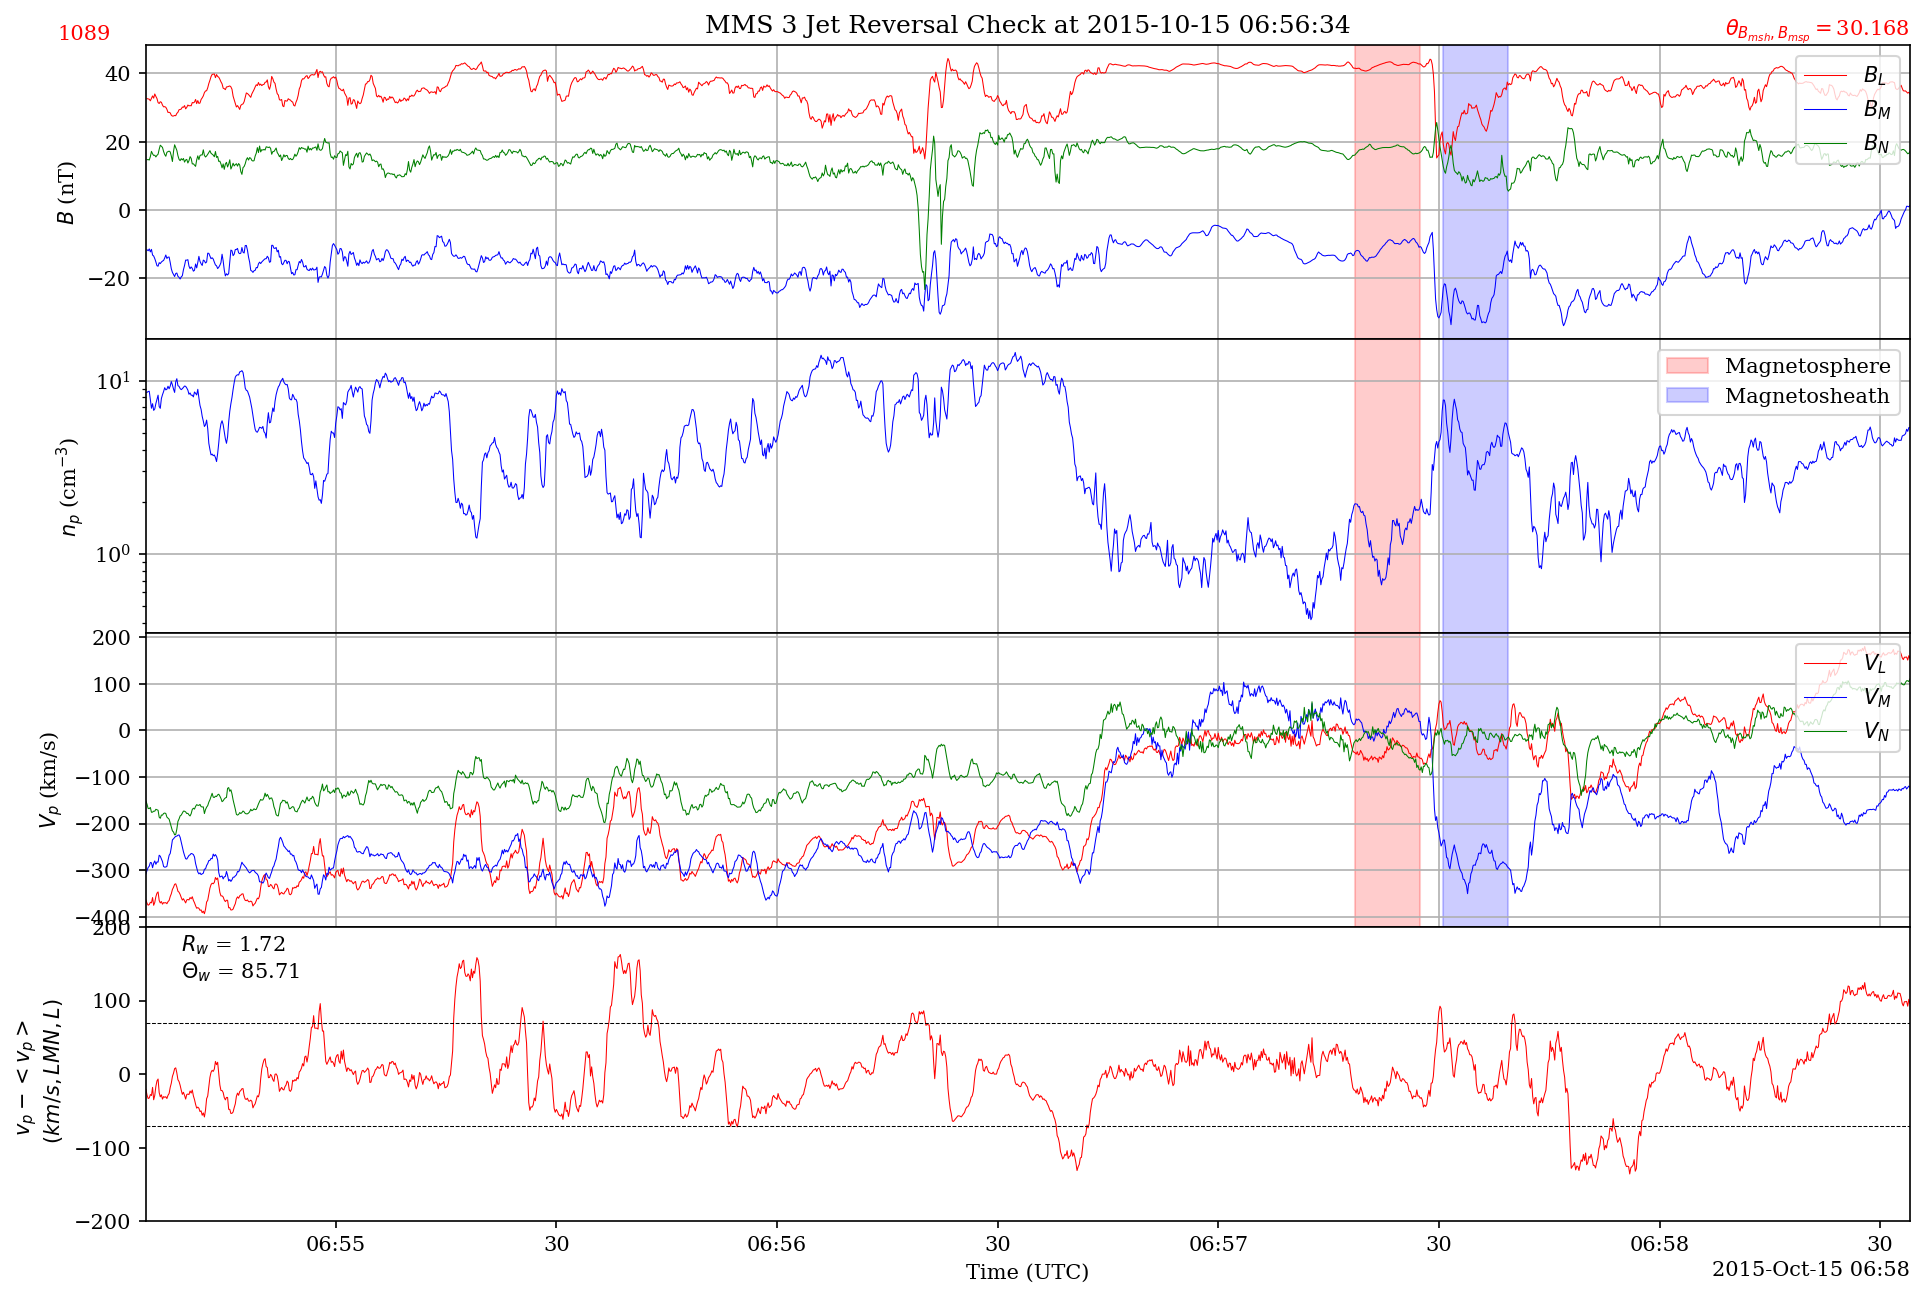 MMS 3 Jet Reversal Check at 2015-10-15 06:56:34
1089
θ_{B_{msh}, B_{msp}} = 30.168
40
20
0
−20
B (nT)
B_L
B_M
B_N
10^1
10^0
n_p (cm^{−3})
Magnetosphere
Magnetosheath
200
100
0
−100
−200
−300
−400
V_p (km/s)
V_L
V_M
V_N
200
100
0
−100
−200
v_p − <v_p>
(km/s, LMN, L)
R_w = 1.72
Θ_w = 85.71
06:55
30
06:56
30
06:57
30
06:58
30
Time (UTC)
2015-Oct-15 06:58